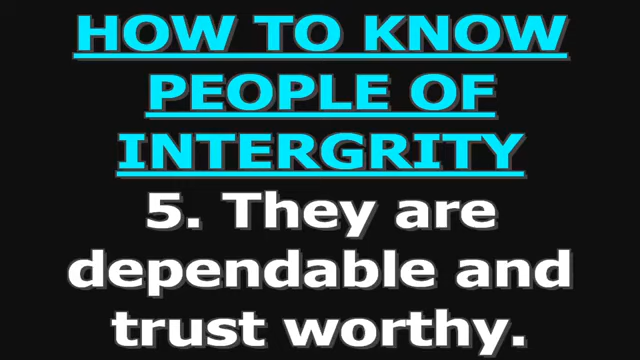 HOW TO KNOW
PEOPLE OF
INTERGRITY
5. They are
dependable and
trust worthy.